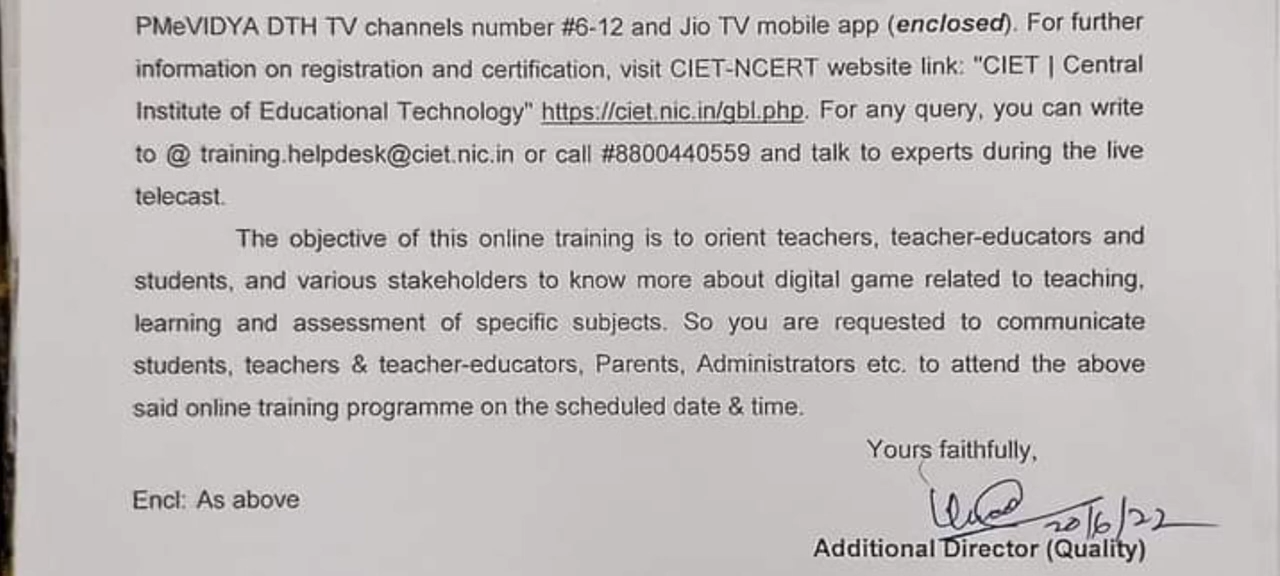 PMeVIDYA DTH TV channels number #6-12 and Jio TV mobile app (enclosed). For further
information on registration and certification, visit CIET-NCERT website link: "CIET | Central
Institute of Educational Technology" https://ciet.nic.in/gbl.php. For any query, you can write
to @ training.helpdesk@ciet.nic.in or call #8800440559 and talk to experts during the live
telecast.
The objective of this online training is to orient teachers, teacher-educators and
students, and various stakeholders to know more about digital game related to teaching,
learning and assessment of specific subjects. So you are requested to communicate
students, teachers & teacher-educators, Parents, Administrators etc. to attend the above
said online training programme on the scheduled date & time.
Yours faithfully,
Encl: As above
20/6/22
Additional Director (Quality)